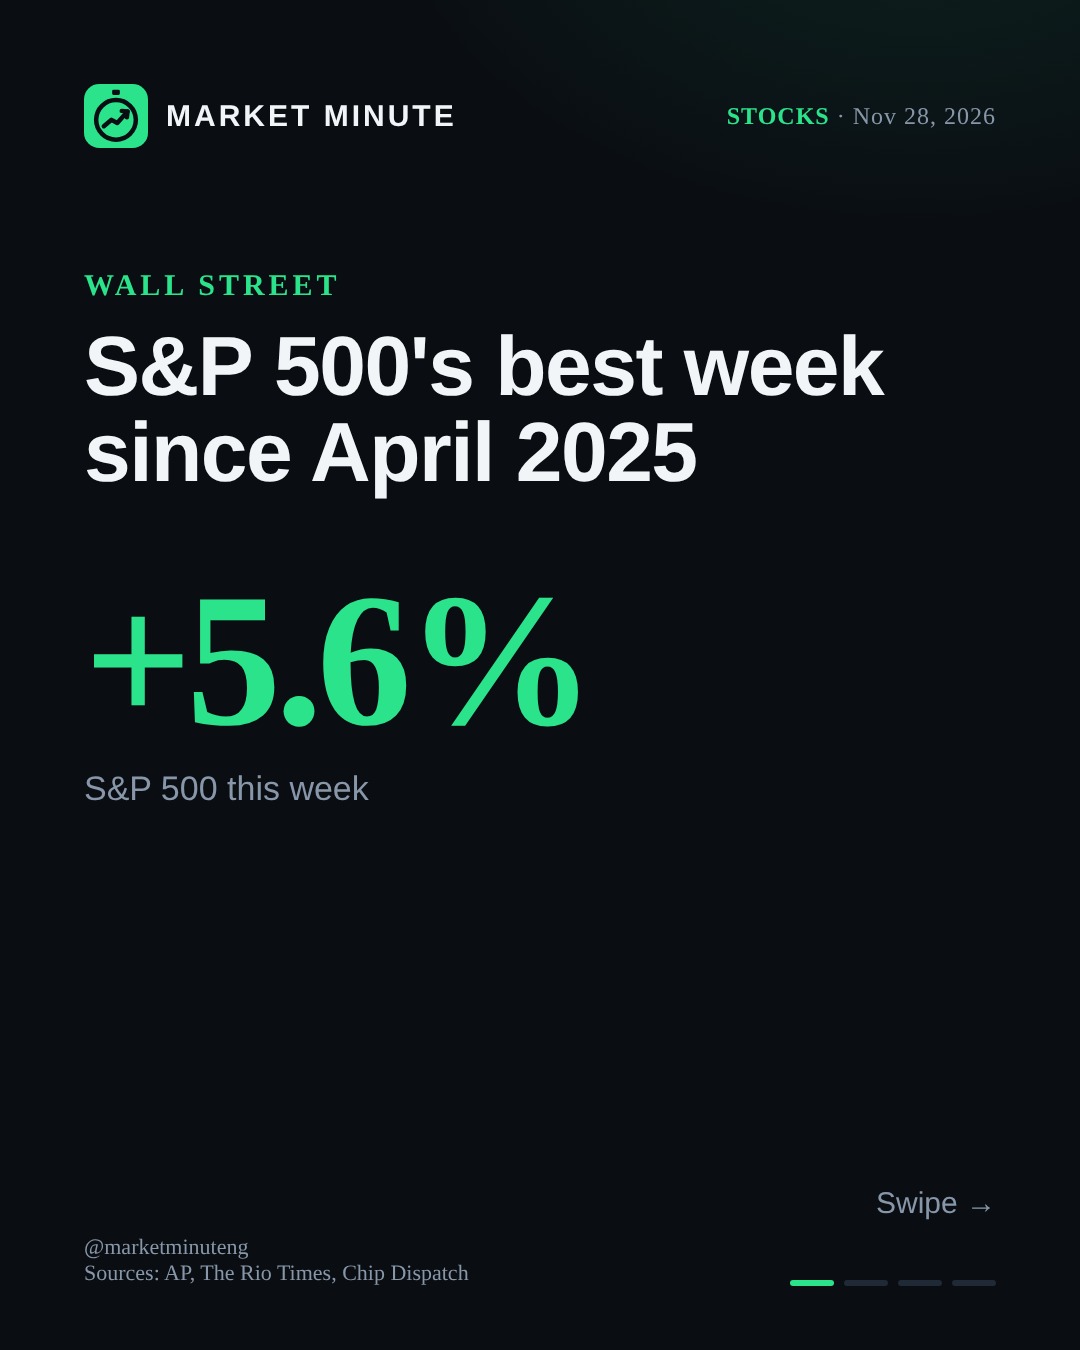 MARKET MINUTE
STOCKS · Nov 28, 2026
WALL STREET
S&P 500's best week
since April 2025
+5.6%
S&P 500 this week
Swipe →
@marketminuteng
Sources: AP, The Rio Times, Chip Dispatch